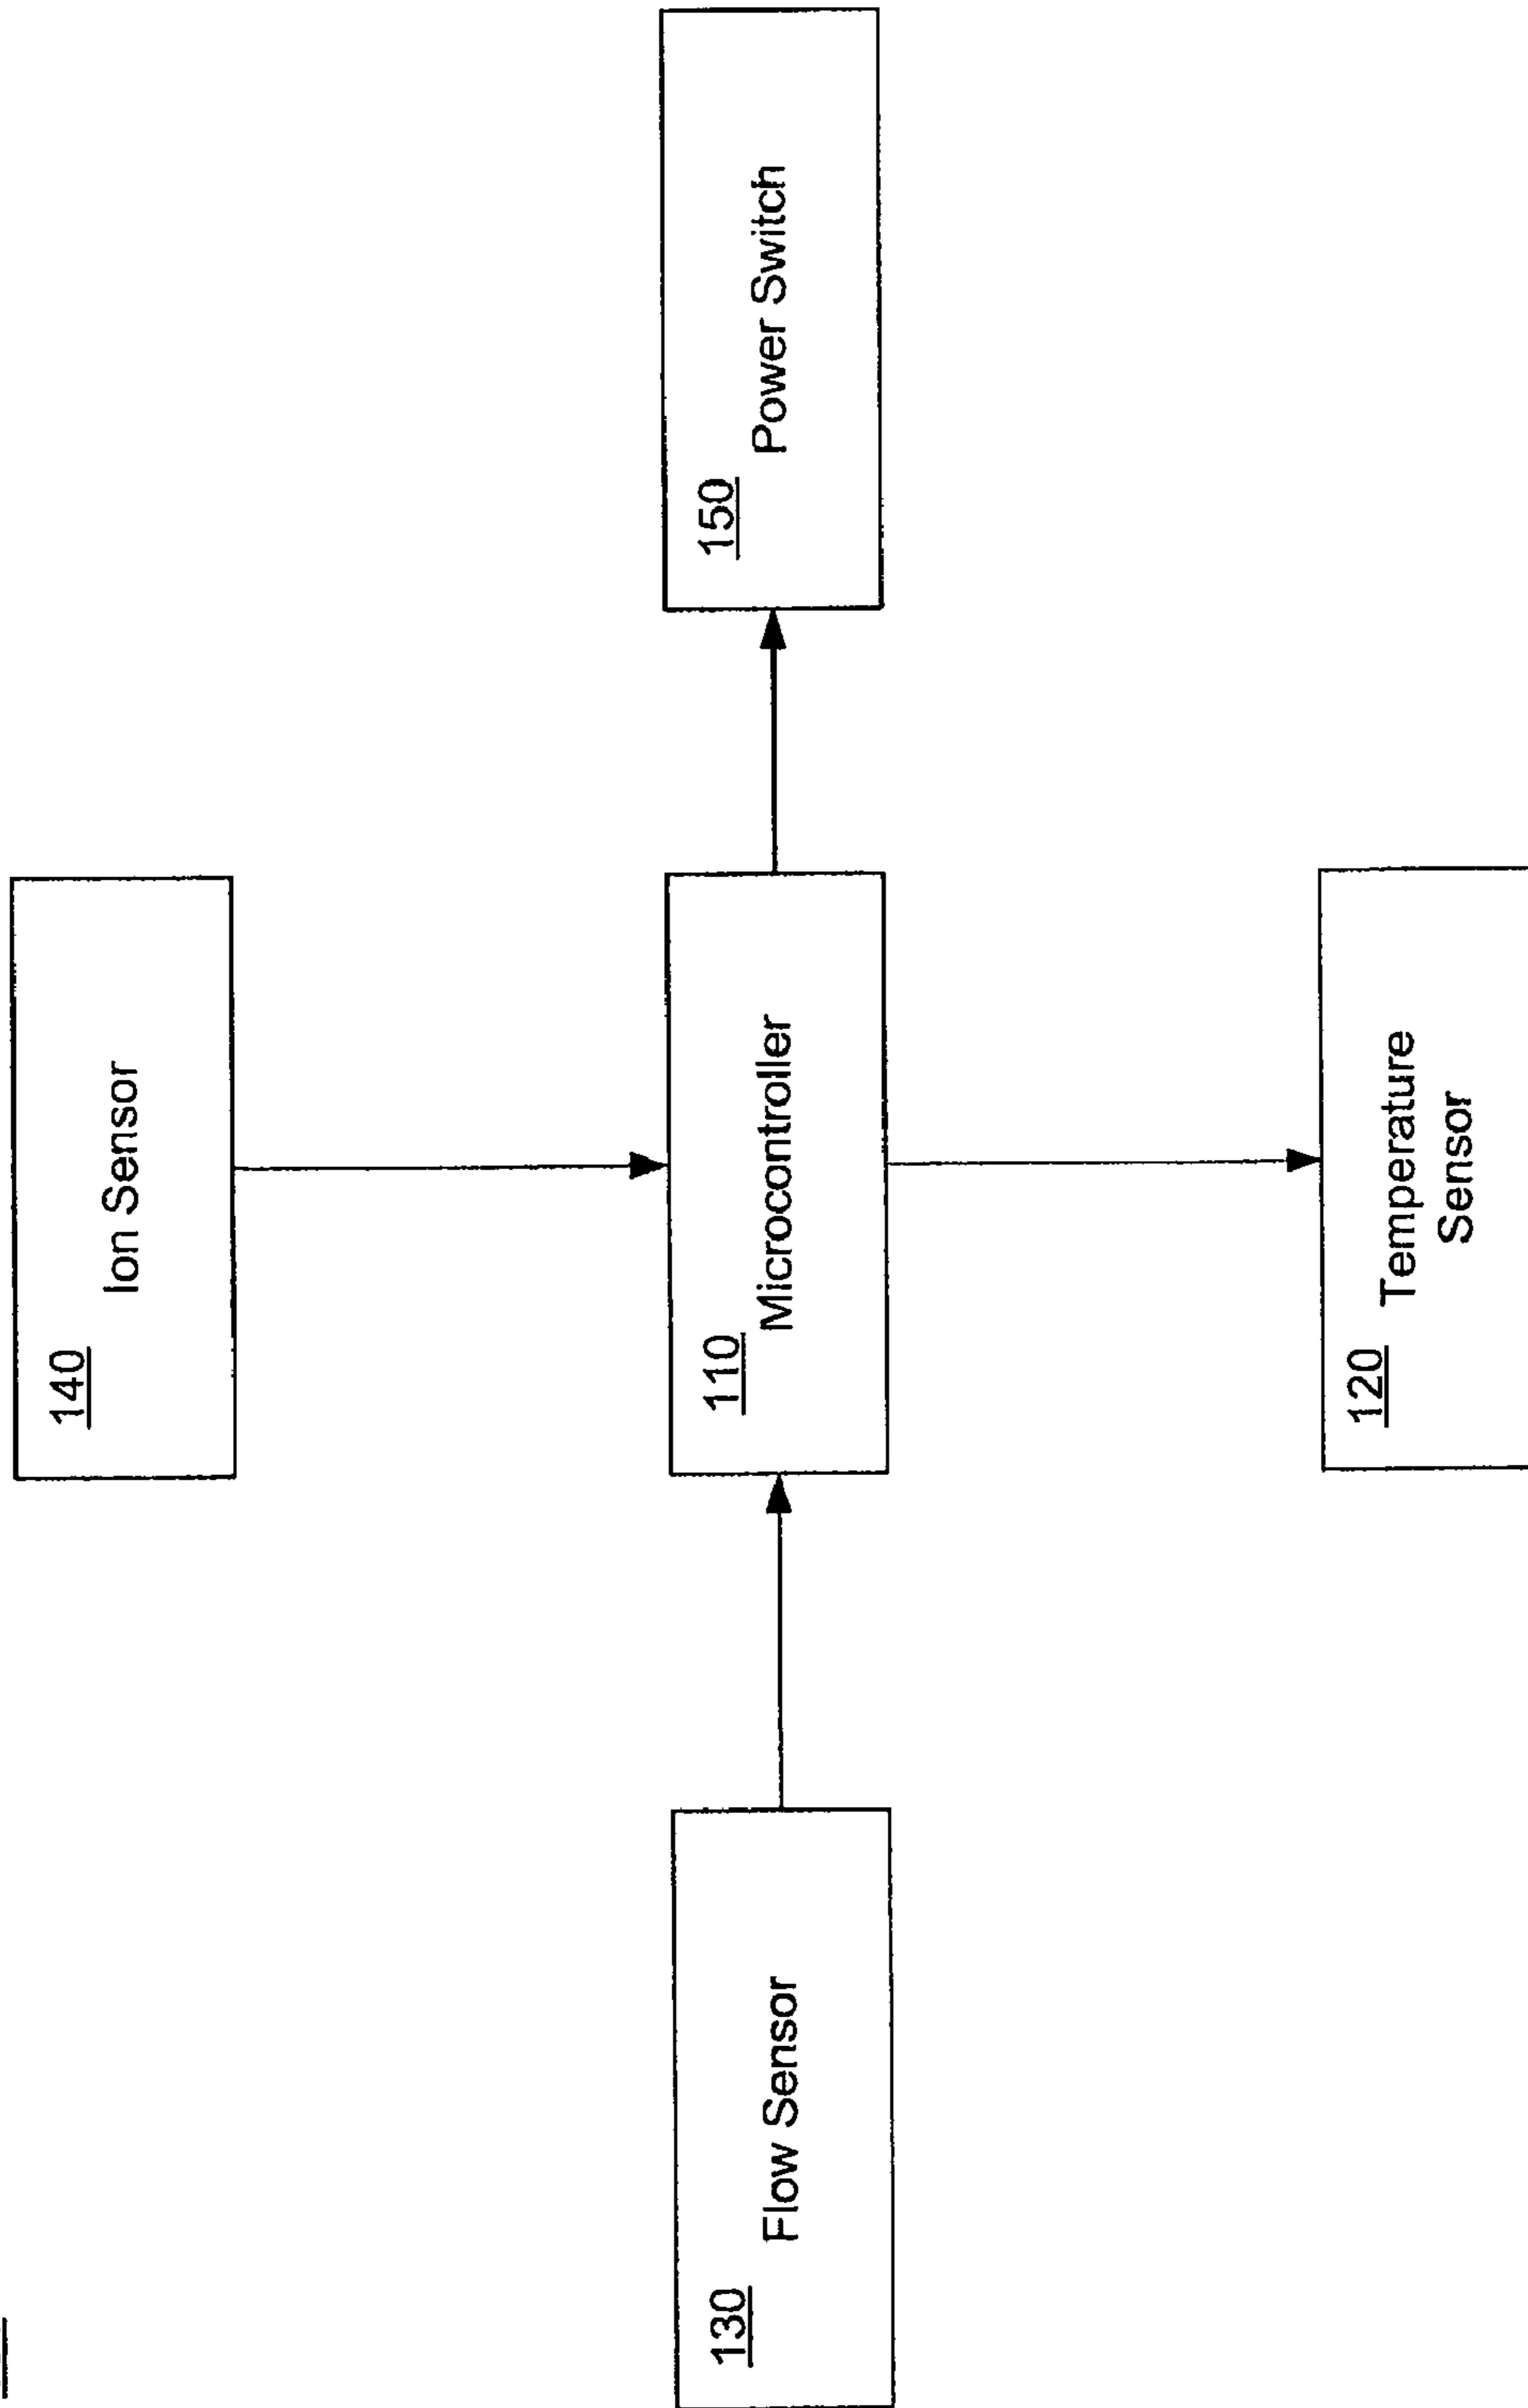 140
Ion Sensor
130
Flow Sensor
110
Microcontroller
150
Power Switch
120
Temperature
Sensor